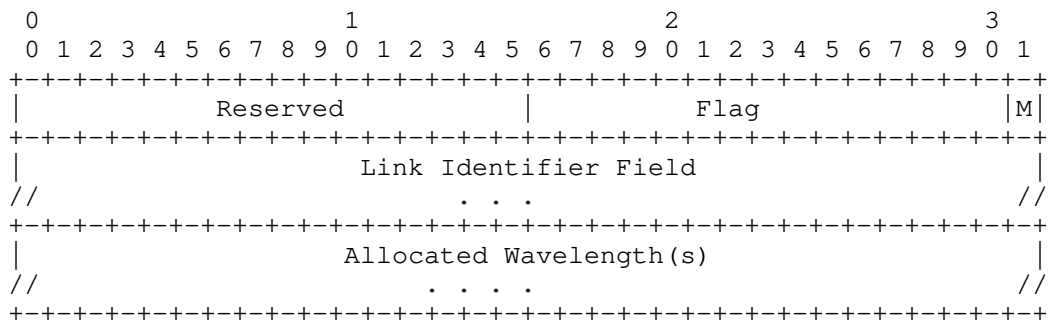 0                   1                   2                   3
 0 1 2 3 4 5 6 7 8 9 0 1 2 3 4 5 6 7 8 9 0 1 2 3 4 5 6 7 8 9 0 1
+-+-+-+-+-+-+-+-+-+-+-+-+-+-+-+-+-+-+-+-+-+-+-+-+-+-+-+-+-+-+-+-+
|            Reserved           |          Flag               |M|
+-+-+-+-+-+-+-+-+-+-+-+-+-+-+-+-+-+-+-+-+-+-+-+-+-+-+-+-+-+-+-+-+
|                     Link Identifier Field                     |
//                          . . .                              //
+-+-+-+-+-+-+-+-+-+-+-+-+-+-+-+-+-+-+-+-+-+-+-+-+-+-+-+-+-+-+-+-+
|                    Allocated Wavelength(s)                    |
//                        . . . .                              //
+-+-+-+-+-+-+-+-+-+-+-+-+-+-+-+-+-+-+-+-+-+-+-+-+-+-+-+-+-+-+-+-+